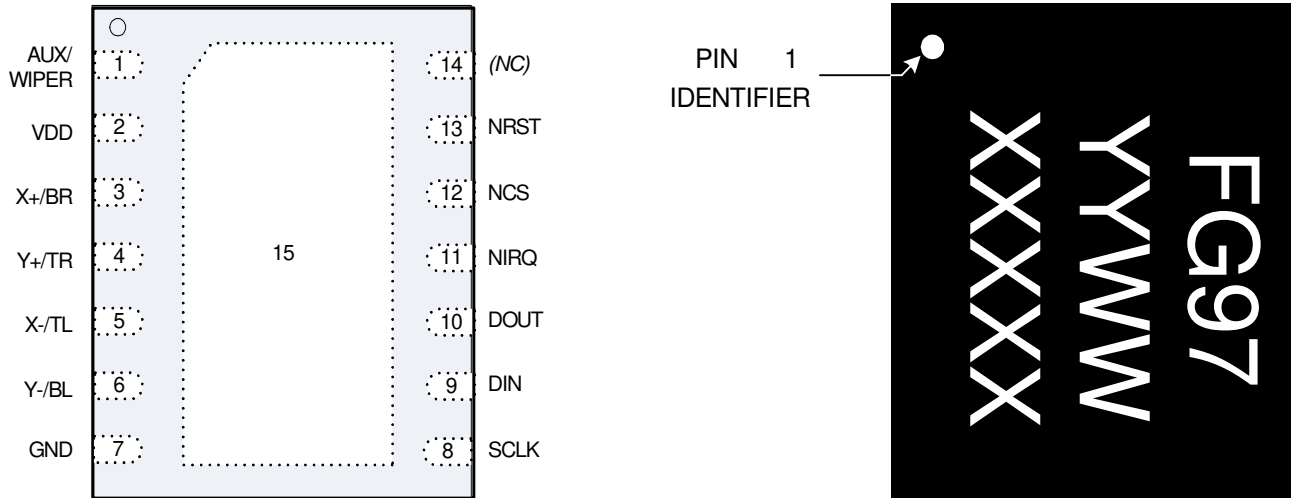 AUX/
WIPER
1
14
(NC)
VDD
2
13
NRST
X+/BR
3
12
NCS
Y+/TR
4
15
11
NIRQ
X-/TL
5
10
DOUT
Y-/BL
6
9
DIN
GND
7
8
SCLK
PIN 1
IDENTIFIER
FG97
YYWW
XXXXX